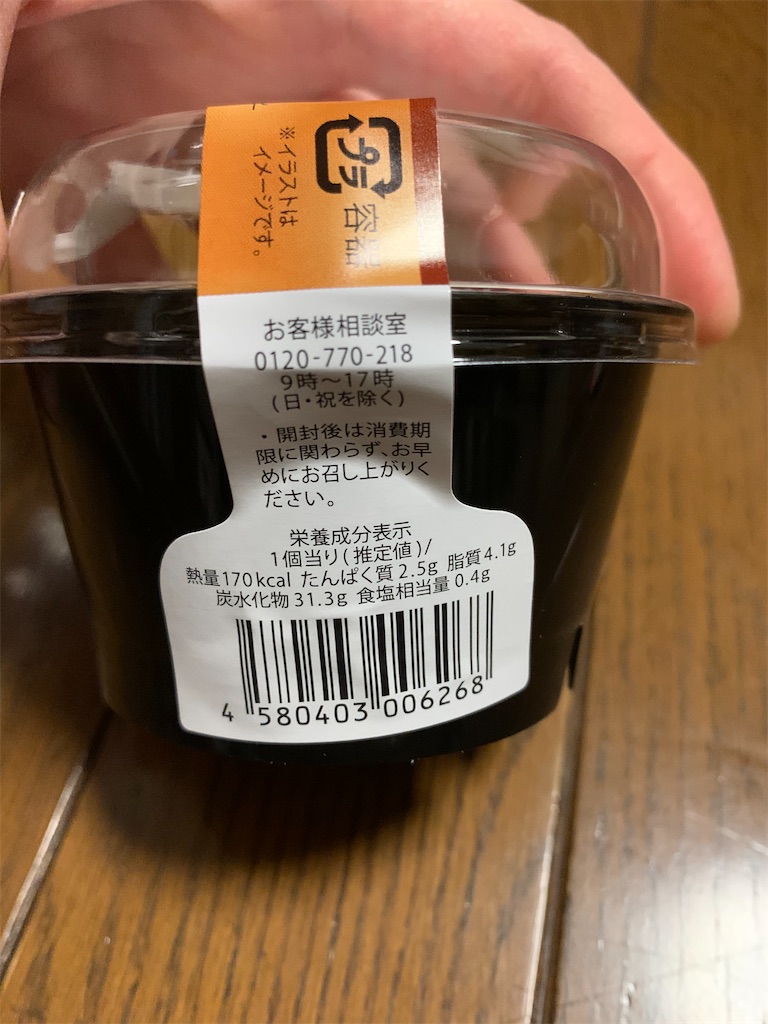 プラ
容器
※イラストは
イメージです。
お客様相談室
0120-770-218
9時～17時
(日・祝を除く)
・開封後は消費期
限に関わらず、お早
めにお召し上がりく
ださい。
栄養成分表示
1個当り(推定値)/
熱量170kcal たんぱく質2.5g 脂質4.1g
炭水化物31.3g 食塩相当量0.4g
4 580403 006268